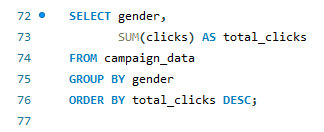 72 SELECT gender,
73 SUM(clicks) AS total_clicks
74 FROM campaign_data
75 GROUP BY gender
76 ORDER BY total_clicks DESC;
77